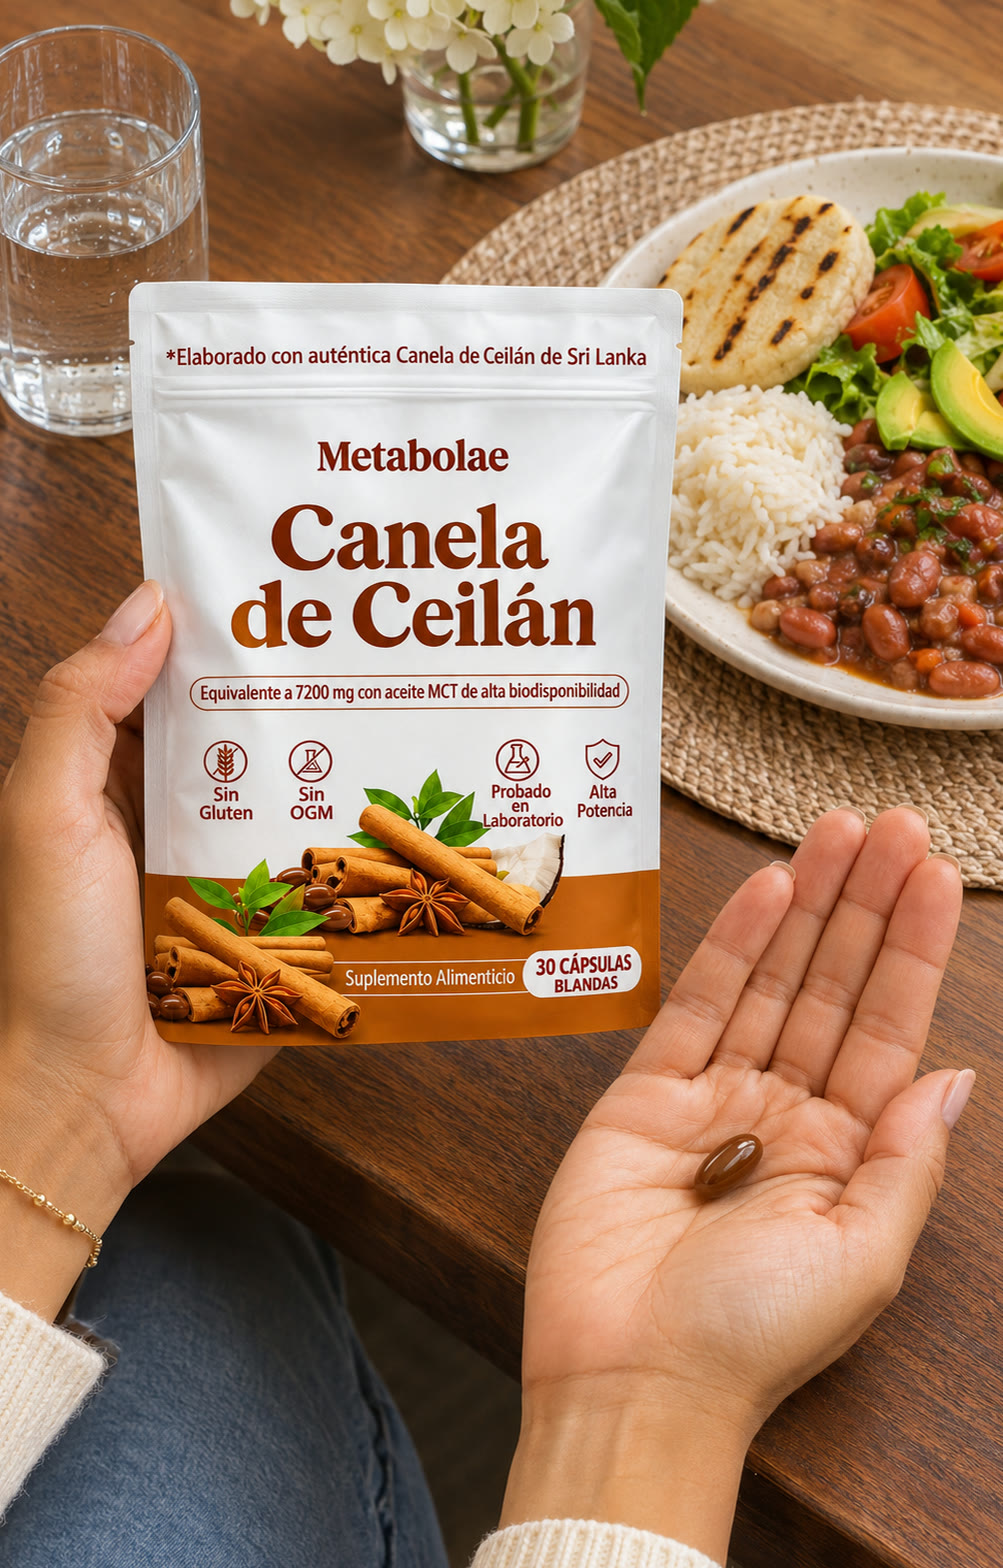 *Elaborado con auténtica Canela de Ceilán de Sri Lanka
Metabolae
Canela
de Ceilán
Equivalente a 7200 mg con aceite MCT de alta biodisponibilidad
Sin
Gluten
Sin
OGM
Probado
en
Laboratorio
Alta
Potencia
Suplemento Alimenticio
30 CÁPSULAS
BLANDAS